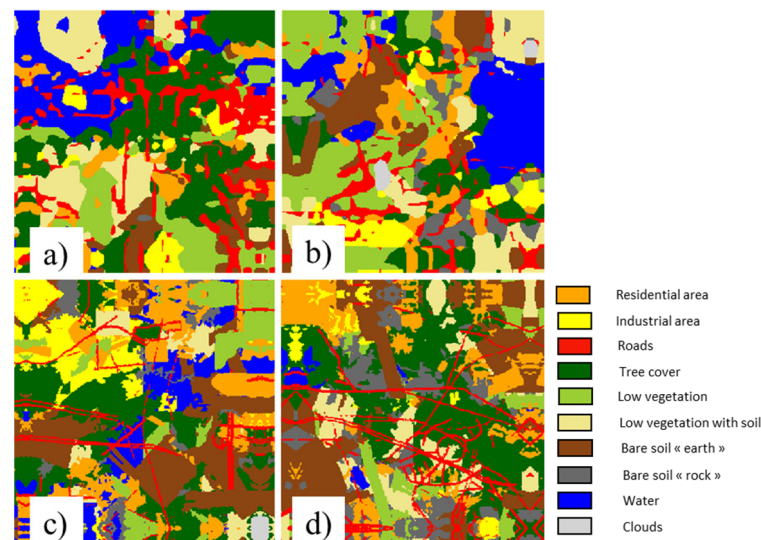 a)
b)
c)
d)
Residential area
Industrial area
Roads
Tree cover
Low vegetation
Low vegetation with soil
Bare soil « earth »
Bare soil « rock »
Water
Clouds